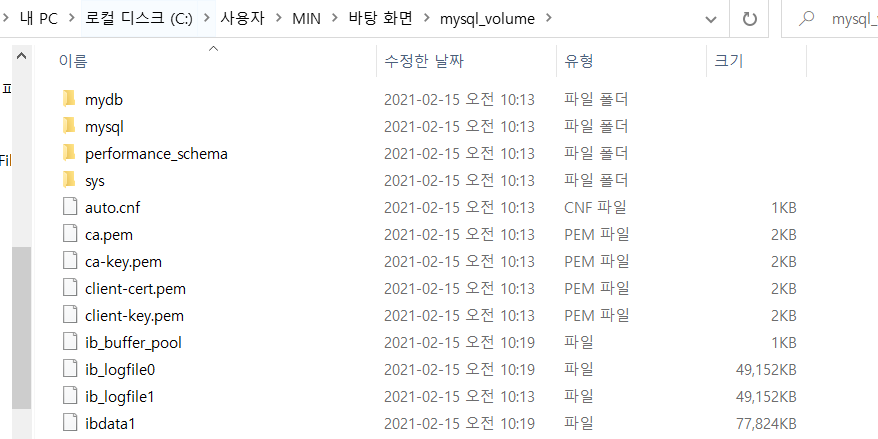 내 PC > 로컬 디스크 (C:) > 사용자 > MIN > 바탕 화면 > mysql_volume > mysql_
이름 수정한 날짜 유형 크기
mydb 2021-02-15 오전 10:13 파일 폴더
mysql 2021-02-15 오전 10:13 파일 폴더
performance_schema 2021-02-15 오전 10:13 파일 폴더
Fil
sys 2021-02-15 오전 10:13 파일 폴더
auto.cnf 2021-02-15 오전 10:13 CNF 파일 1KB
ca.pem 2021-02-15 오전 10:13 PEM 파일 2KB
ca-key.pem 2021-02-15 오전 10:13 PEM 파일 2KB
client-cert.pem 2021-02-15 오전 10:13 PEM 파일 2KB
client-key.pem 2021-02-15 오전 10:13 PEM 파일 2KB
ib_buffer_pool 2021-02-15 오전 10:19 파일 1KB
ib_logfile0 2021-02-15 오전 10:19 파일 49,152KB
ib_logfile1 2021-02-15 오전 10:13 파일 49,152KB
ibdata1 2021-02-15 오전 10:19 파일 77,824KB